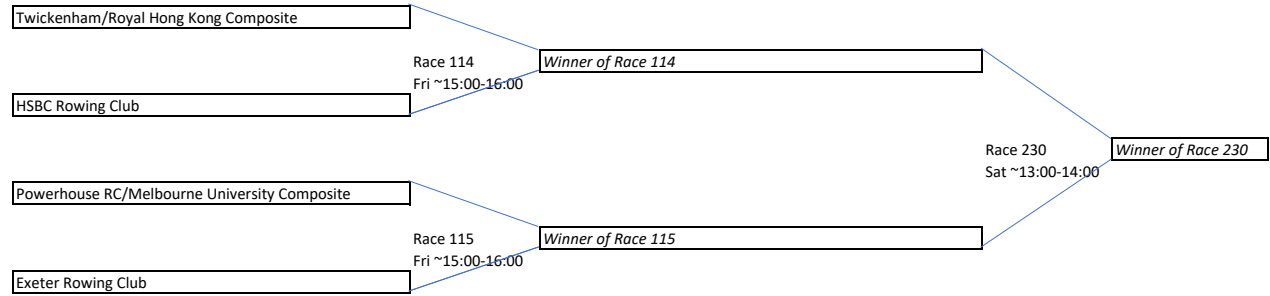 Twickenham/Royal Hong Kong Composite
Race 114
Winner of Race 114
Fri ~15:00-16:00
HSBC Rowing Club
Race 230
Winner of Race 230
Sat ~13:00-14:00
Powerhouse RC/Melbourne University Composite
Race 115
Winner of Race 115
Fri ~15:00-16:00
Exeter Rowing Club